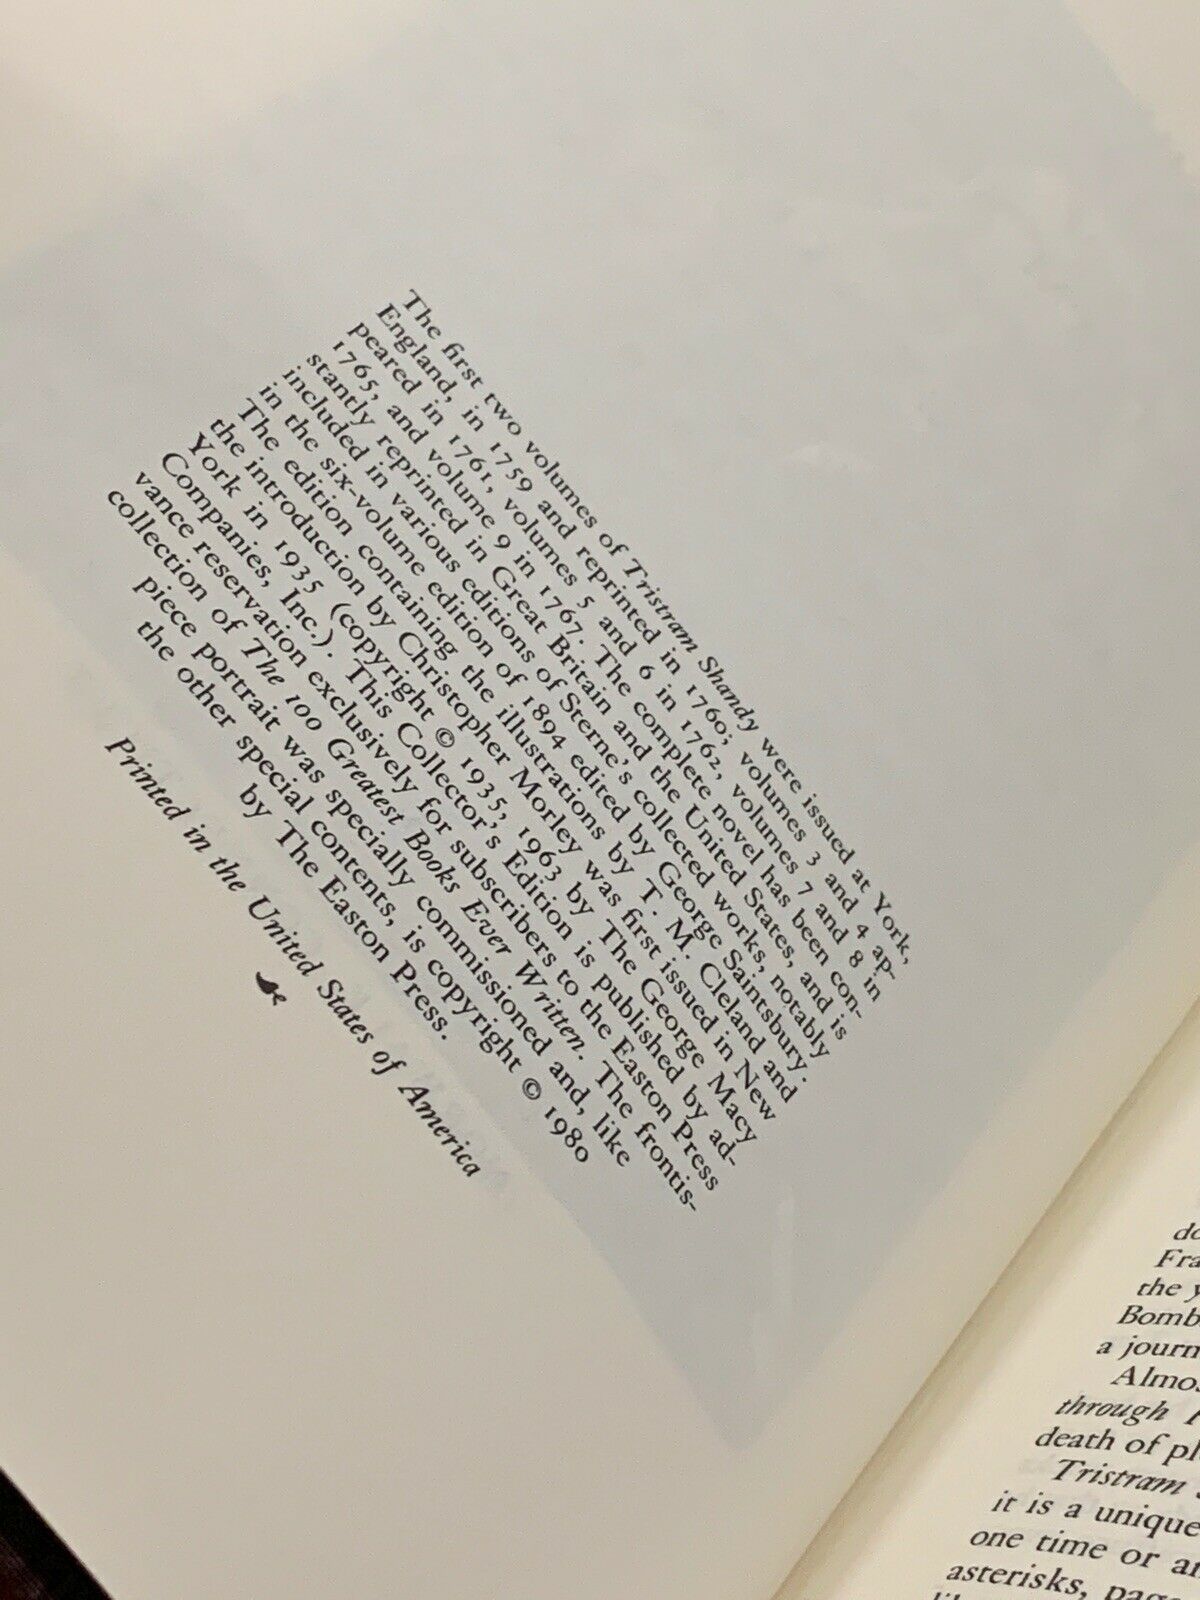 The first two volumes of Tristram Shandy were issued at York,
England, in 1759 and reprinted in 1760; volumes 3 and 4 ap-
peared in 1761, volumes 5 and 6 in 1762, volumes 7 and 8 in
1765, and volume 9 in 1767. The complete novel has been con-
stantly reprinted in Great Britain and the United States, and is
included in various editions of Sterne's collected works, notably
in the six-volume edition of 1894 edited by George Saintsbury.
The edition containing the illustrations by T. M. Cleland and
the introduction by Christopher Morley was first issued in New
York in 1935 (copyright © 1935, 1963 by The George Macy
Companies, Inc.). This Collector's Edition is published by ad-
vance reservation exclusively for subscribers to the Easton Press
collection of The 100 Greatest Books Ever Written. The frontis-
piece portrait was specially commissioned and, like
the other special contents, is copyright © 1980
by The Easton Press.
Printed in the United States of America
the
a journ
through
death of
Tristram
it is a unique
one time or
asterisks,